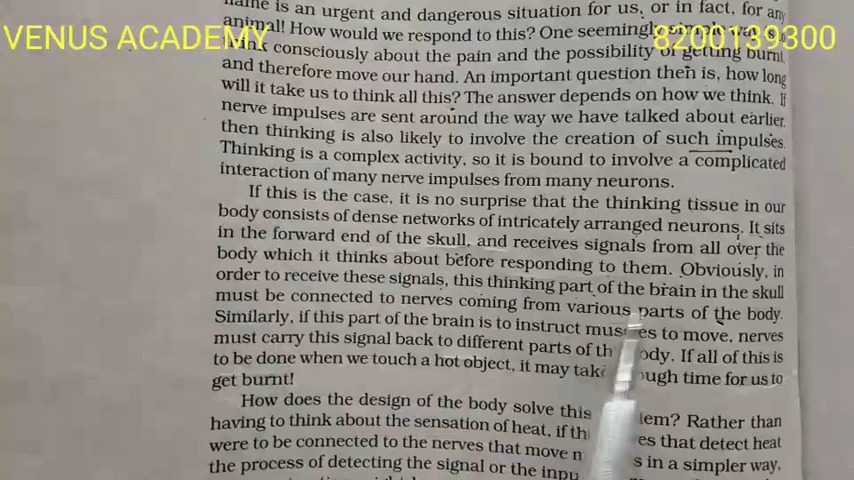 VENUS ACADEMY
8200139300
name is an urgent and dangerous situation for us, or in fact, for any
animal! How would we respond to this? One seemingly simple way is to
think consciously about the pain and the possibility of getting burnt,
and therefore move our hand. An important question then is, how long
will it take us to think all this? The answer depends on how we think. If
nerve impulses are sent around the way we have talked about earlier,
then thinking is also likely to involve the creation of such impulses.
Thinking is a complex activity, so it is bound to involve a complicated
interaction of many nerve impulses from many neurons.
If this is the case, it is no surprise that the thinking tissue in our
body consists of dense networks of intricately arranged neurons. It sits
in the forward end of the skull, and receives signals from all over the
body which it thinks about before responding to them. Obviously, in
order to receive these signals, this thinking part of the brain in the skull
must be connected to nerves coming from various parts of the body.
Similarly, if this part of the brain is to instruct mus es to move, nerves
must carry this signal back to different parts of th ody. If all of this is
to be done when we touch a hot object, it may tak ough time for us to
get burnt!
How does the design of the body solve this lem? Rather than
having to think about the sensation of heat, if th es that detect heat
were to be connected to the nerves that move m s in a simpler way,
the process of detecting the signal or the inpu